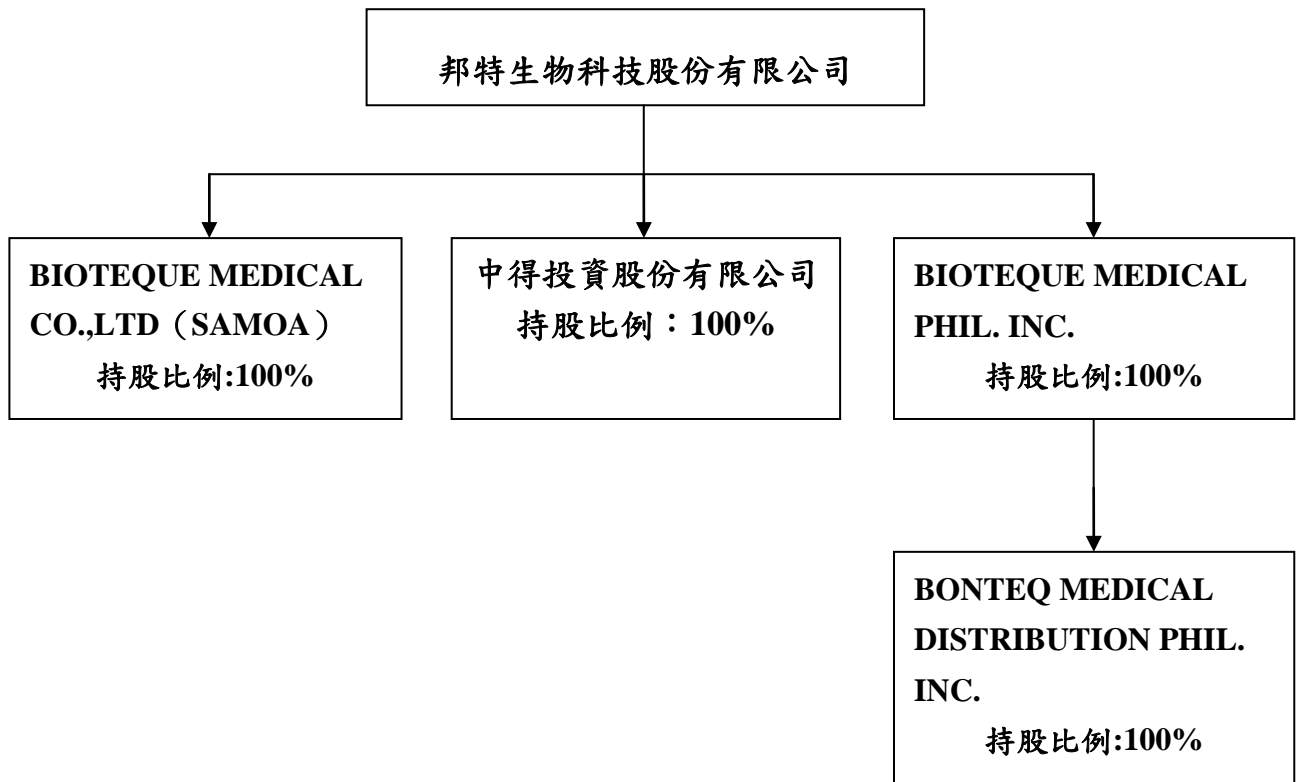 邦特生物科技股份有限公司
BIOTEQUE MEDICAL
CO.,LTD（SAMOA）
持股比例:100%
中得投資股份有限公司
持股比例：100%
BIOTEQUE MEDICAL
PHIL. INC.
持股比例:100%
BONTEQ MEDICAL
DISTRIBUTION PHIL.
INC.
持股比例:100%